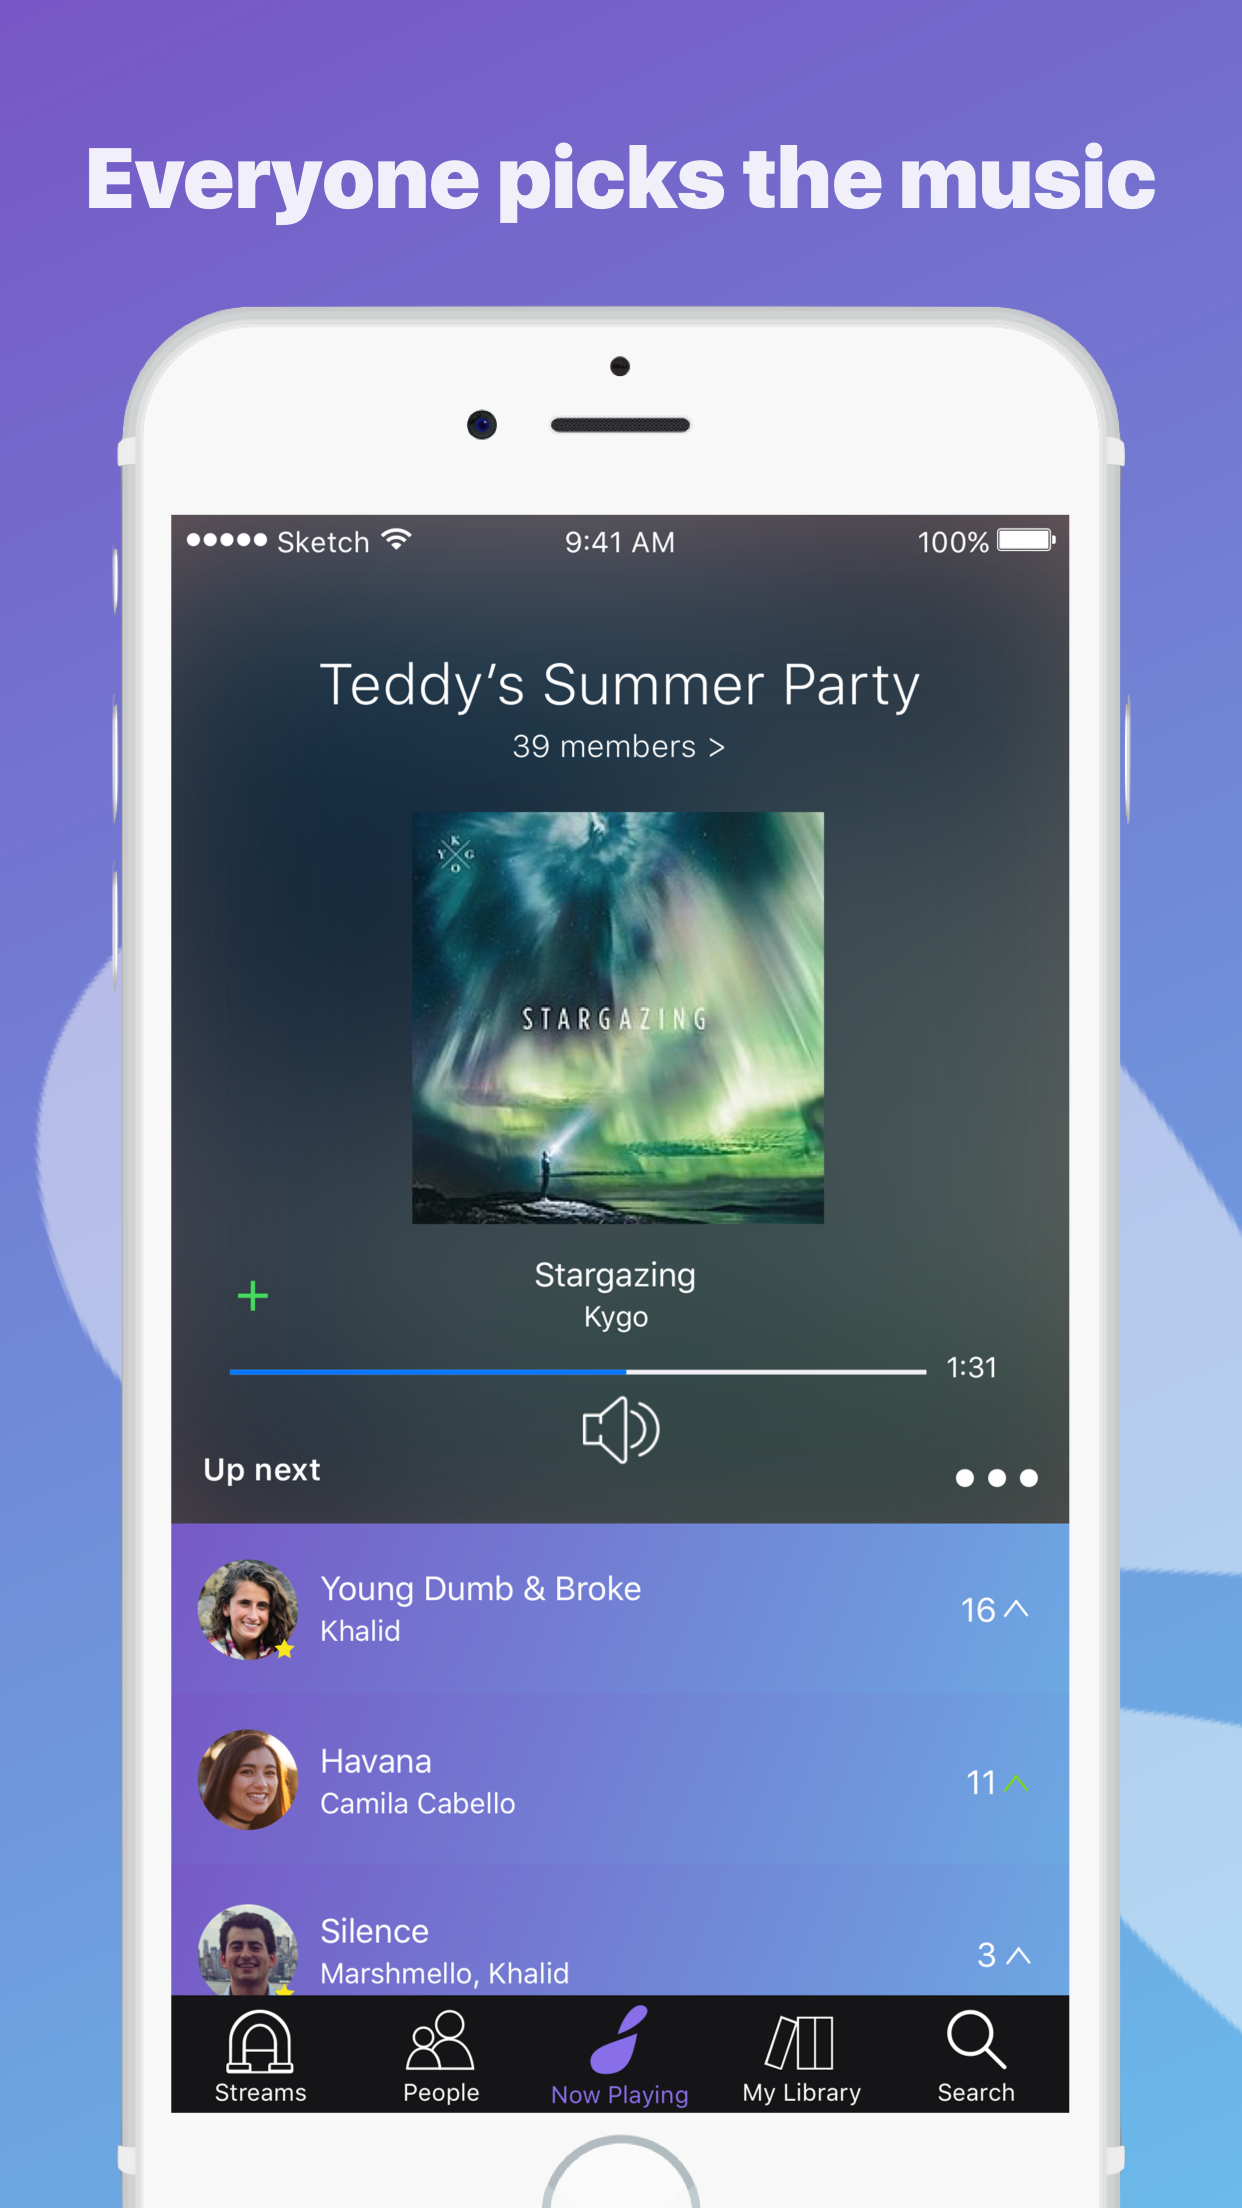 Everyone picks the music
Sketch 9:41 AM 100%
Teddy’s Summer Party
39 members >
K
Y G
O
STARGAZING
Stargazing
Kygo
1:31
Up next
Young Dumb & Broke
Khalid
16
Havana
Camila Cabello
11
Silence
Marshmello, Khalid
3
Streams People Now Playing My Library Search